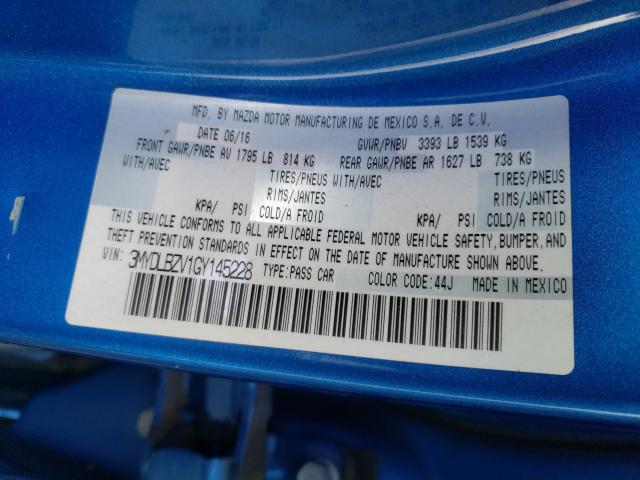 MFD. BY MAZDA MOTOR MANUFACTURING DE MEXICO S.A. DE C.V.
DATE 06/16 GVWR/PNBV 3393 LB 1539 KG
FRONT GAWR/PNBE AV 1795 LB 814 KG REAR GAWR/PNBE AR 1627 LB 738 KG
WITH/AVEC TIRES/PNEUS WITH/AVEC TIRES/PNEUS
RIMS/JANTES RIMS/JANTES
KPA/ PSI COLD/A FROID KPA/ PSI COLD/A FROID
THIS VEHICLE CONFORMS TO ALL APPLICABLE FEDERAL MOTOR VEHICLE SAFETY, BUMPER, AND
THEFT PREVENTION STANDARDS IN EFFECT ON THE DATE OF MANUFACTURE SHOWN ABOVE.
VIN: 3MYDLBZV1GY145228 TYPE:PASS CAR COLOR CODE:44J MADE IN MEXICO